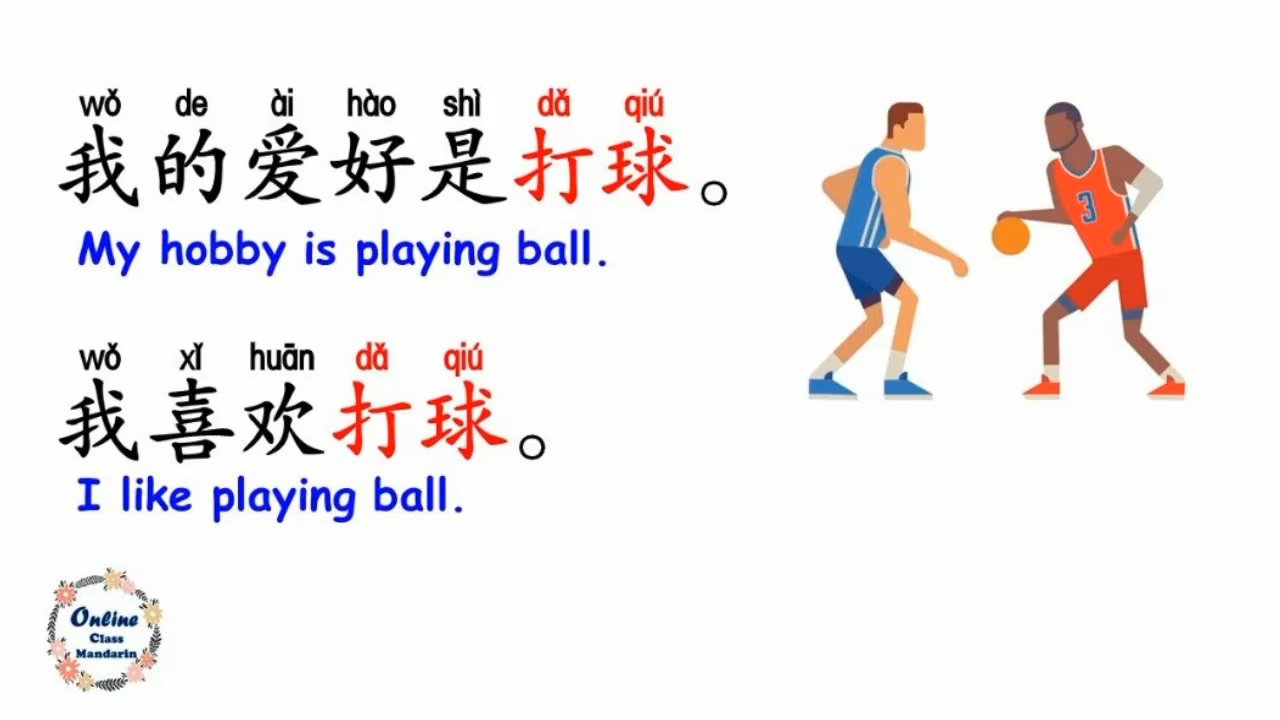 wǒ de ài hào shì dǎ qiú
我的爱好是打球。
My hobby is playing ball.
3
wǒ xǐ huān dǎ qiú
我喜欢打球。
I like playing ball.
Online
Class
Mandarin